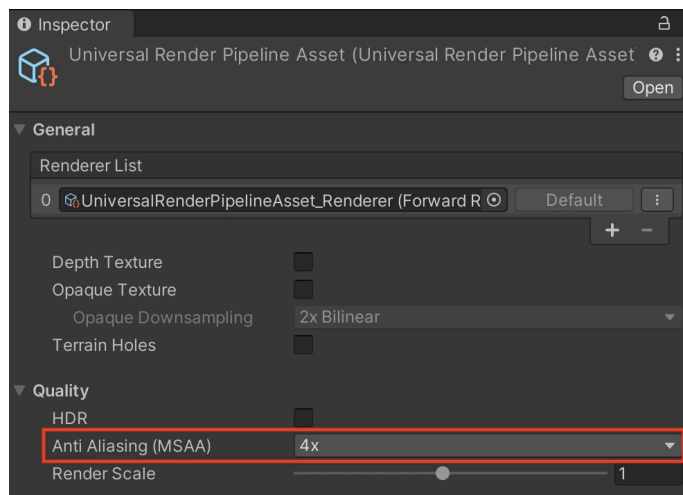 Inspector
Universal Render Pipeline Asset (Universal Render Pipeline Asset
Open
General
Renderer List
0 UniversalRenderPipelineAsset_Renderer (Forward R Default
+ −
Depth Texture
Opaque Texture
Opaque Downsampling 2x Bilinear
Terrain Holes
Quality
HDR
Anti Aliasing (MSAA) 4x
Render Scale 1